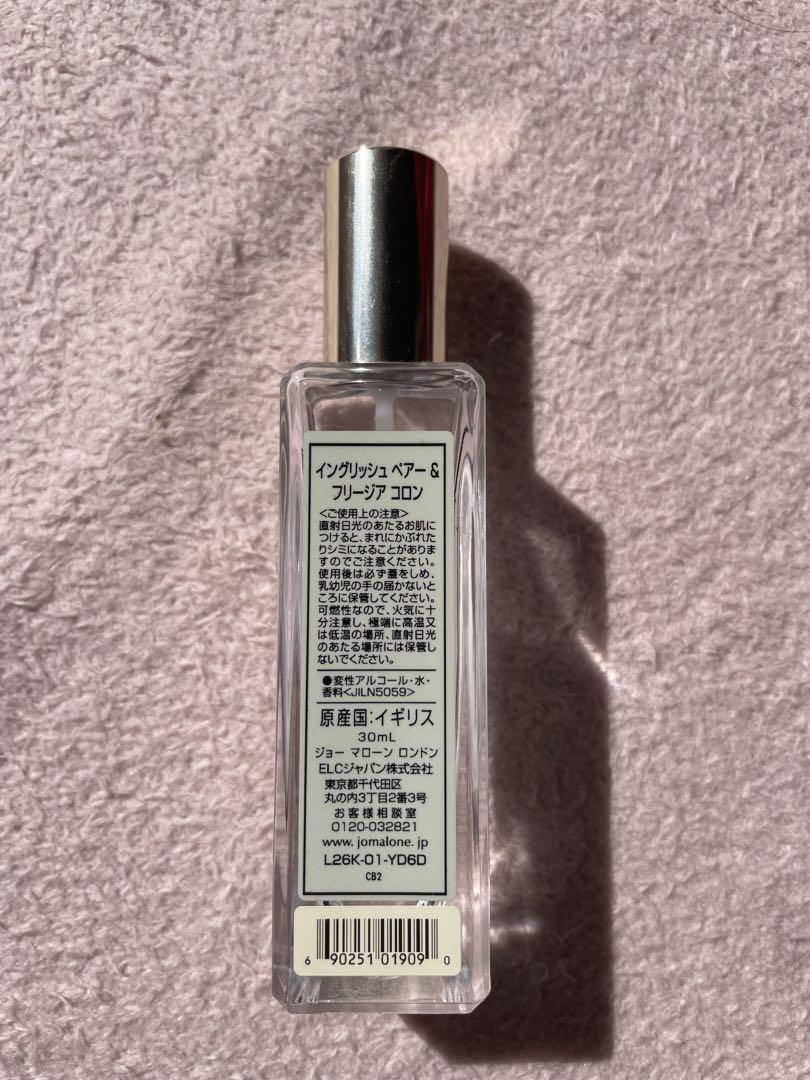 イングリッシュ ペアー &
フリージア コロン
<ご使用上の注意>
直射日光のあたるお肌に
つけると、まれにかぶれた
りシミになることがありま
すのでご注意ください。
使用後は必ず蓋をしめ、
乳幼児の手の届かないと
ころに保管してください。
可燃性なので、火気に十
分注意し、極端に高温又
は低温の場所、直射日光
のあたる場所には保管し
ないでください。
●変性アルコール・水・
香料<JILN5059>
原産国:イギリス
30mL
ジョー マローン ロンドン
ELCジャパン株式会社
東京都千代田区
丸の内3丁目2番3号
お客様相談室
0120-032821
www. jomalone. jp
L26K-01-YD6D
CB2
6 90251 01909 0